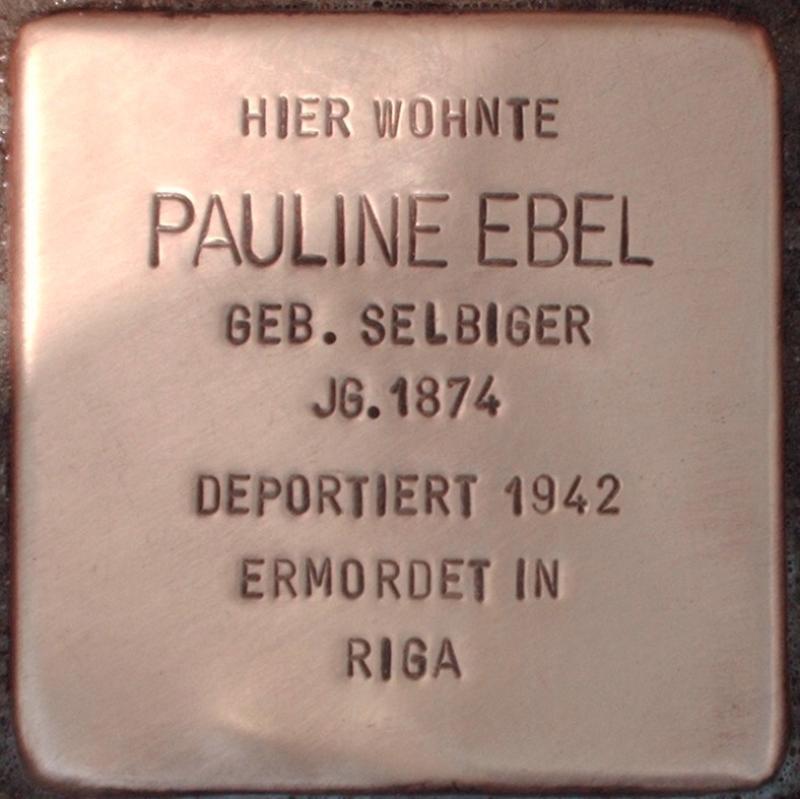 HIER WOHNTE
PAULINE EBEL
GEB. SELBIGER
JG.1874
DEPORTIERT 1942
ERMORDET IN
RIGA